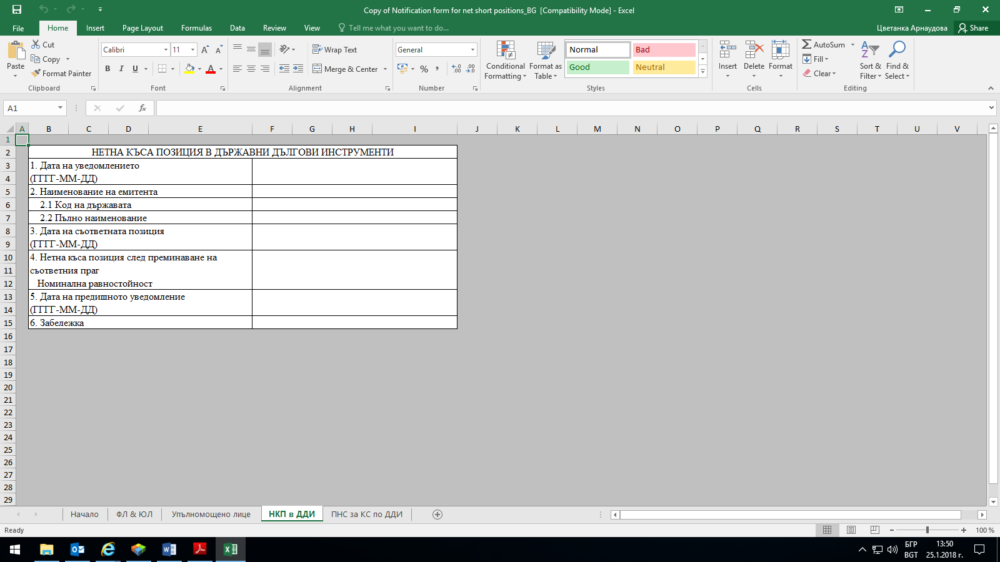 Copy of Notification form for net short positions_BG  [Compatibility Mode] - Excel
File Home Insert Page Layout Formulas Data Review View Tell me what you want to do... Цветанка Арнаудова Share
Paste Cut Copy Format Painter
Clipboard
Calibri 11
B I U A
Font
Wrap Text
Merge & Center
Alignment
General
%
Number
Conditional Formatting Format as Table
Normal Bad
Good Neutral
Styles
Insert Delete Format
Cells
AutoSum
Fill
Clear
Sort & Filter Find & Select
Editing
A1 fx
A B C D E F G H I J K L M N O P Q R S T U V
1
2 НЕТНА КЪСА ПОЗИЦИЯ В ДЪРЖАВНИ ДЪЛГОВИ ИНСТРУМЕНТИ
3 1. Дата на уведомлението
4 (ГГГГ-ММ-ДД)
5 2. Наименование на емитента
6 2.1 Код на държавата
7 2.2 Пълно наименование
8 3. Дата на съответната позиция
9 (ГГГГ-ММ-ДД)
10 4. Нетна къса позиция след преминаване на
11 съответния праг
12 Номинална равностойност
13 5. Дата на предишното уведомление
14 (ГГГГ-ММ-ДД)
15 6. Забележка
16
17
18
19
20
21
22
23
24
25
26
27
28
29
Начало ФЛ & ЮЛ Упълномощено лице НКП в ДДИ ПНС за КС по ДДИ
Ready 100 %
БГР 13:50
BGT 25.1.2018 г.